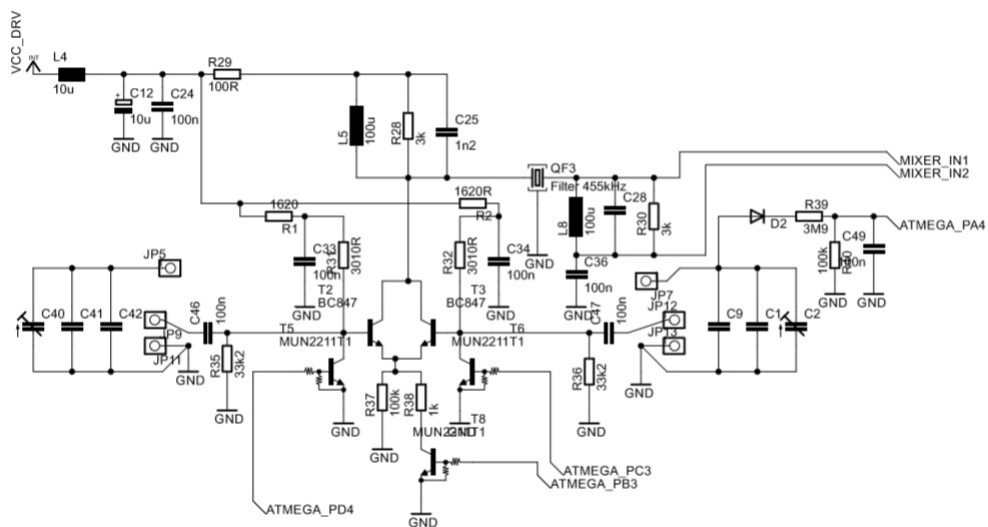 VCC_DRV
INT
L4
10u
+
C12
10u
GND
C24
100n
GND
R29
100R
L5
100u
R28
3k
C25
1n2
QF3
Filter 455kHz
GND
MIXER_IN1
MIXER_IN2
1620R
R2
1620
R1
C33
100n
GND
3010R
R32
3010R
C34
100n
GND
L8
100u
C28
R30
3k
C36
100n
GND
D2
R39
3M9
ATMEGA_PA4
100k
C49
GND
GND
JP5
C40
C41
C42
JP9
JP11
GND
C46
100n
R35
33k2
GND
T2
BC847
T3
BC847
T5
MUN2211T1
T6
MUN2211T1
C47
100n
R36
33k2
GND
JP7
JP12
JP13
GND
C9
C1
C2
R37
100k
GND
R38
1k
GND
GND
T8
MUN2211T1
GND
ATMEGA_PD4
ATMEGA_PC3
ATMEGA_PB3